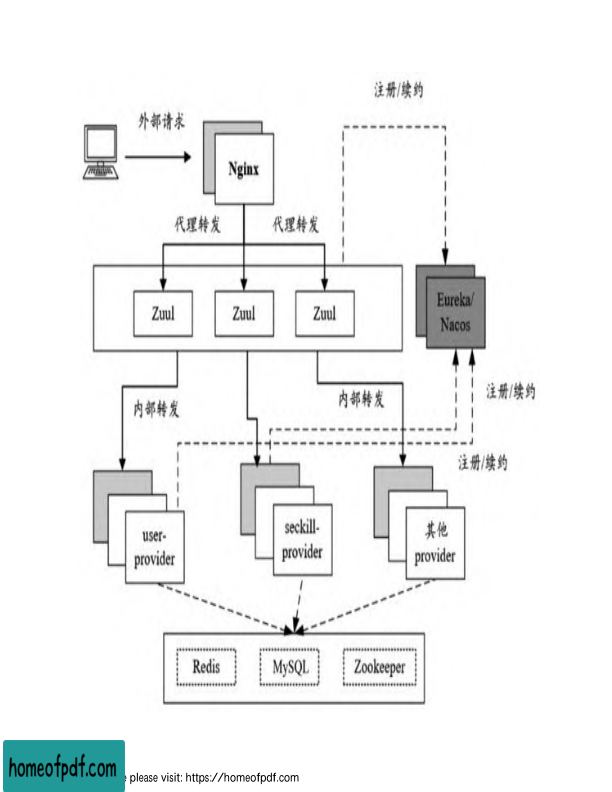 注册/续约
外部请求
Nginx
代理转发
代理转发
Zuul
Zuul
Zuul
Eureka/
Nacos
内部转发
内部转发
注册/续约
注册/续约
user-
provider
seckill-
provider
其他
provider
Redis
MySQL
Zookeeper
homeofpdf.com
e please visit: https://homeofpdf.com